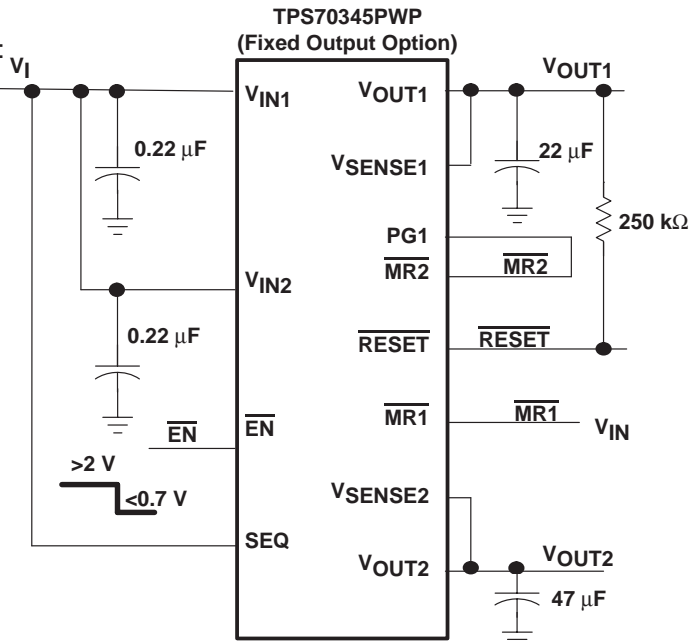 TPS70345PWP
(Fixed Output Option)
VI
VIN1
VOUT1
VOUT1
0.22 μF
22 μF
VSENSE1
250 kΩ
PG1
MR2
MR2
VIN2
0.22 μF
RESET
RESET
EN
EN
MR1
MR1
VIN
>2 V
<0.7 V
VSENSE2
SEQ
VOUT2
VOUT2
47 μF